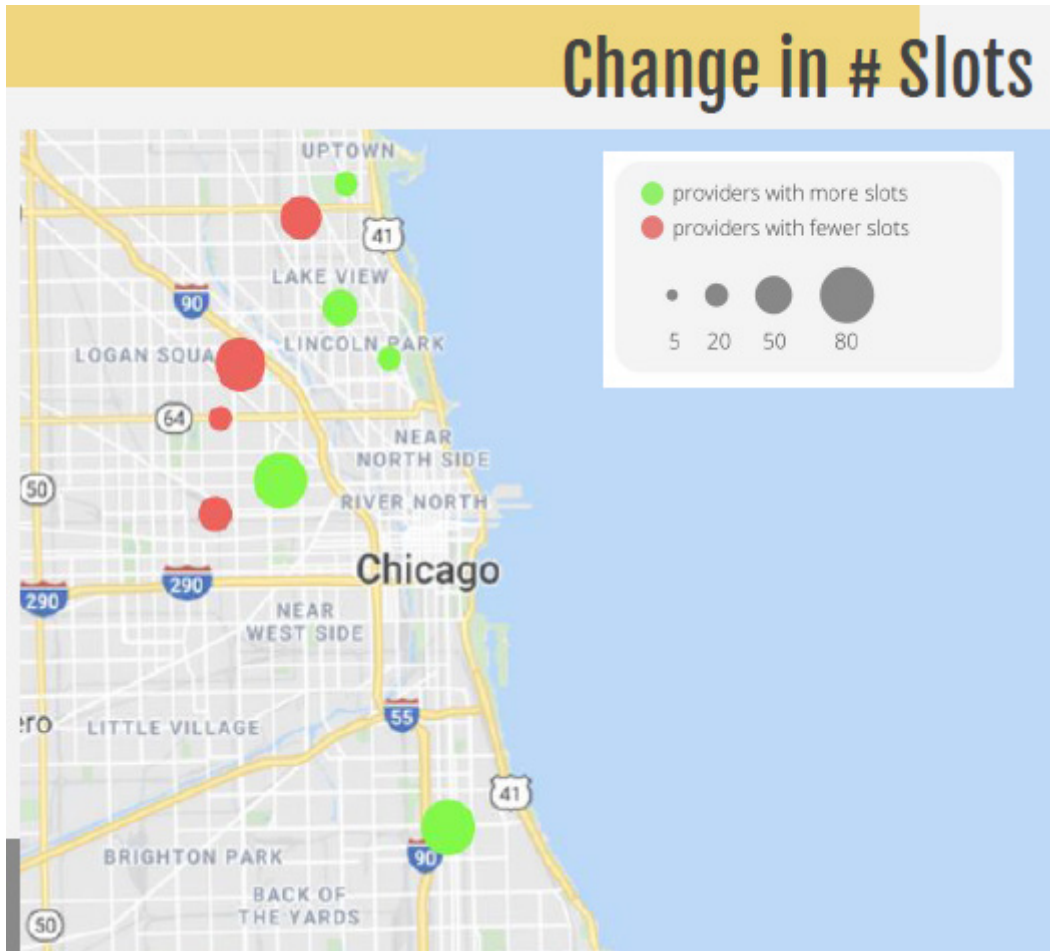 Change in # Slots
providers with more slots
providers with fewer slots
5 20 50 80
UPTOWN
41
LAKE VIEW
90
LINCOLN PARK
LOGAN SQUA
64
NEAR
NORTH SIDE
50
RIVER NORTH
Chicago
290
290
NEAR
WEST SIDE
55
ero
LITTLE VILLAGE
41
90
BRIGHTON PARK
BACK OF
THE YARDS
50